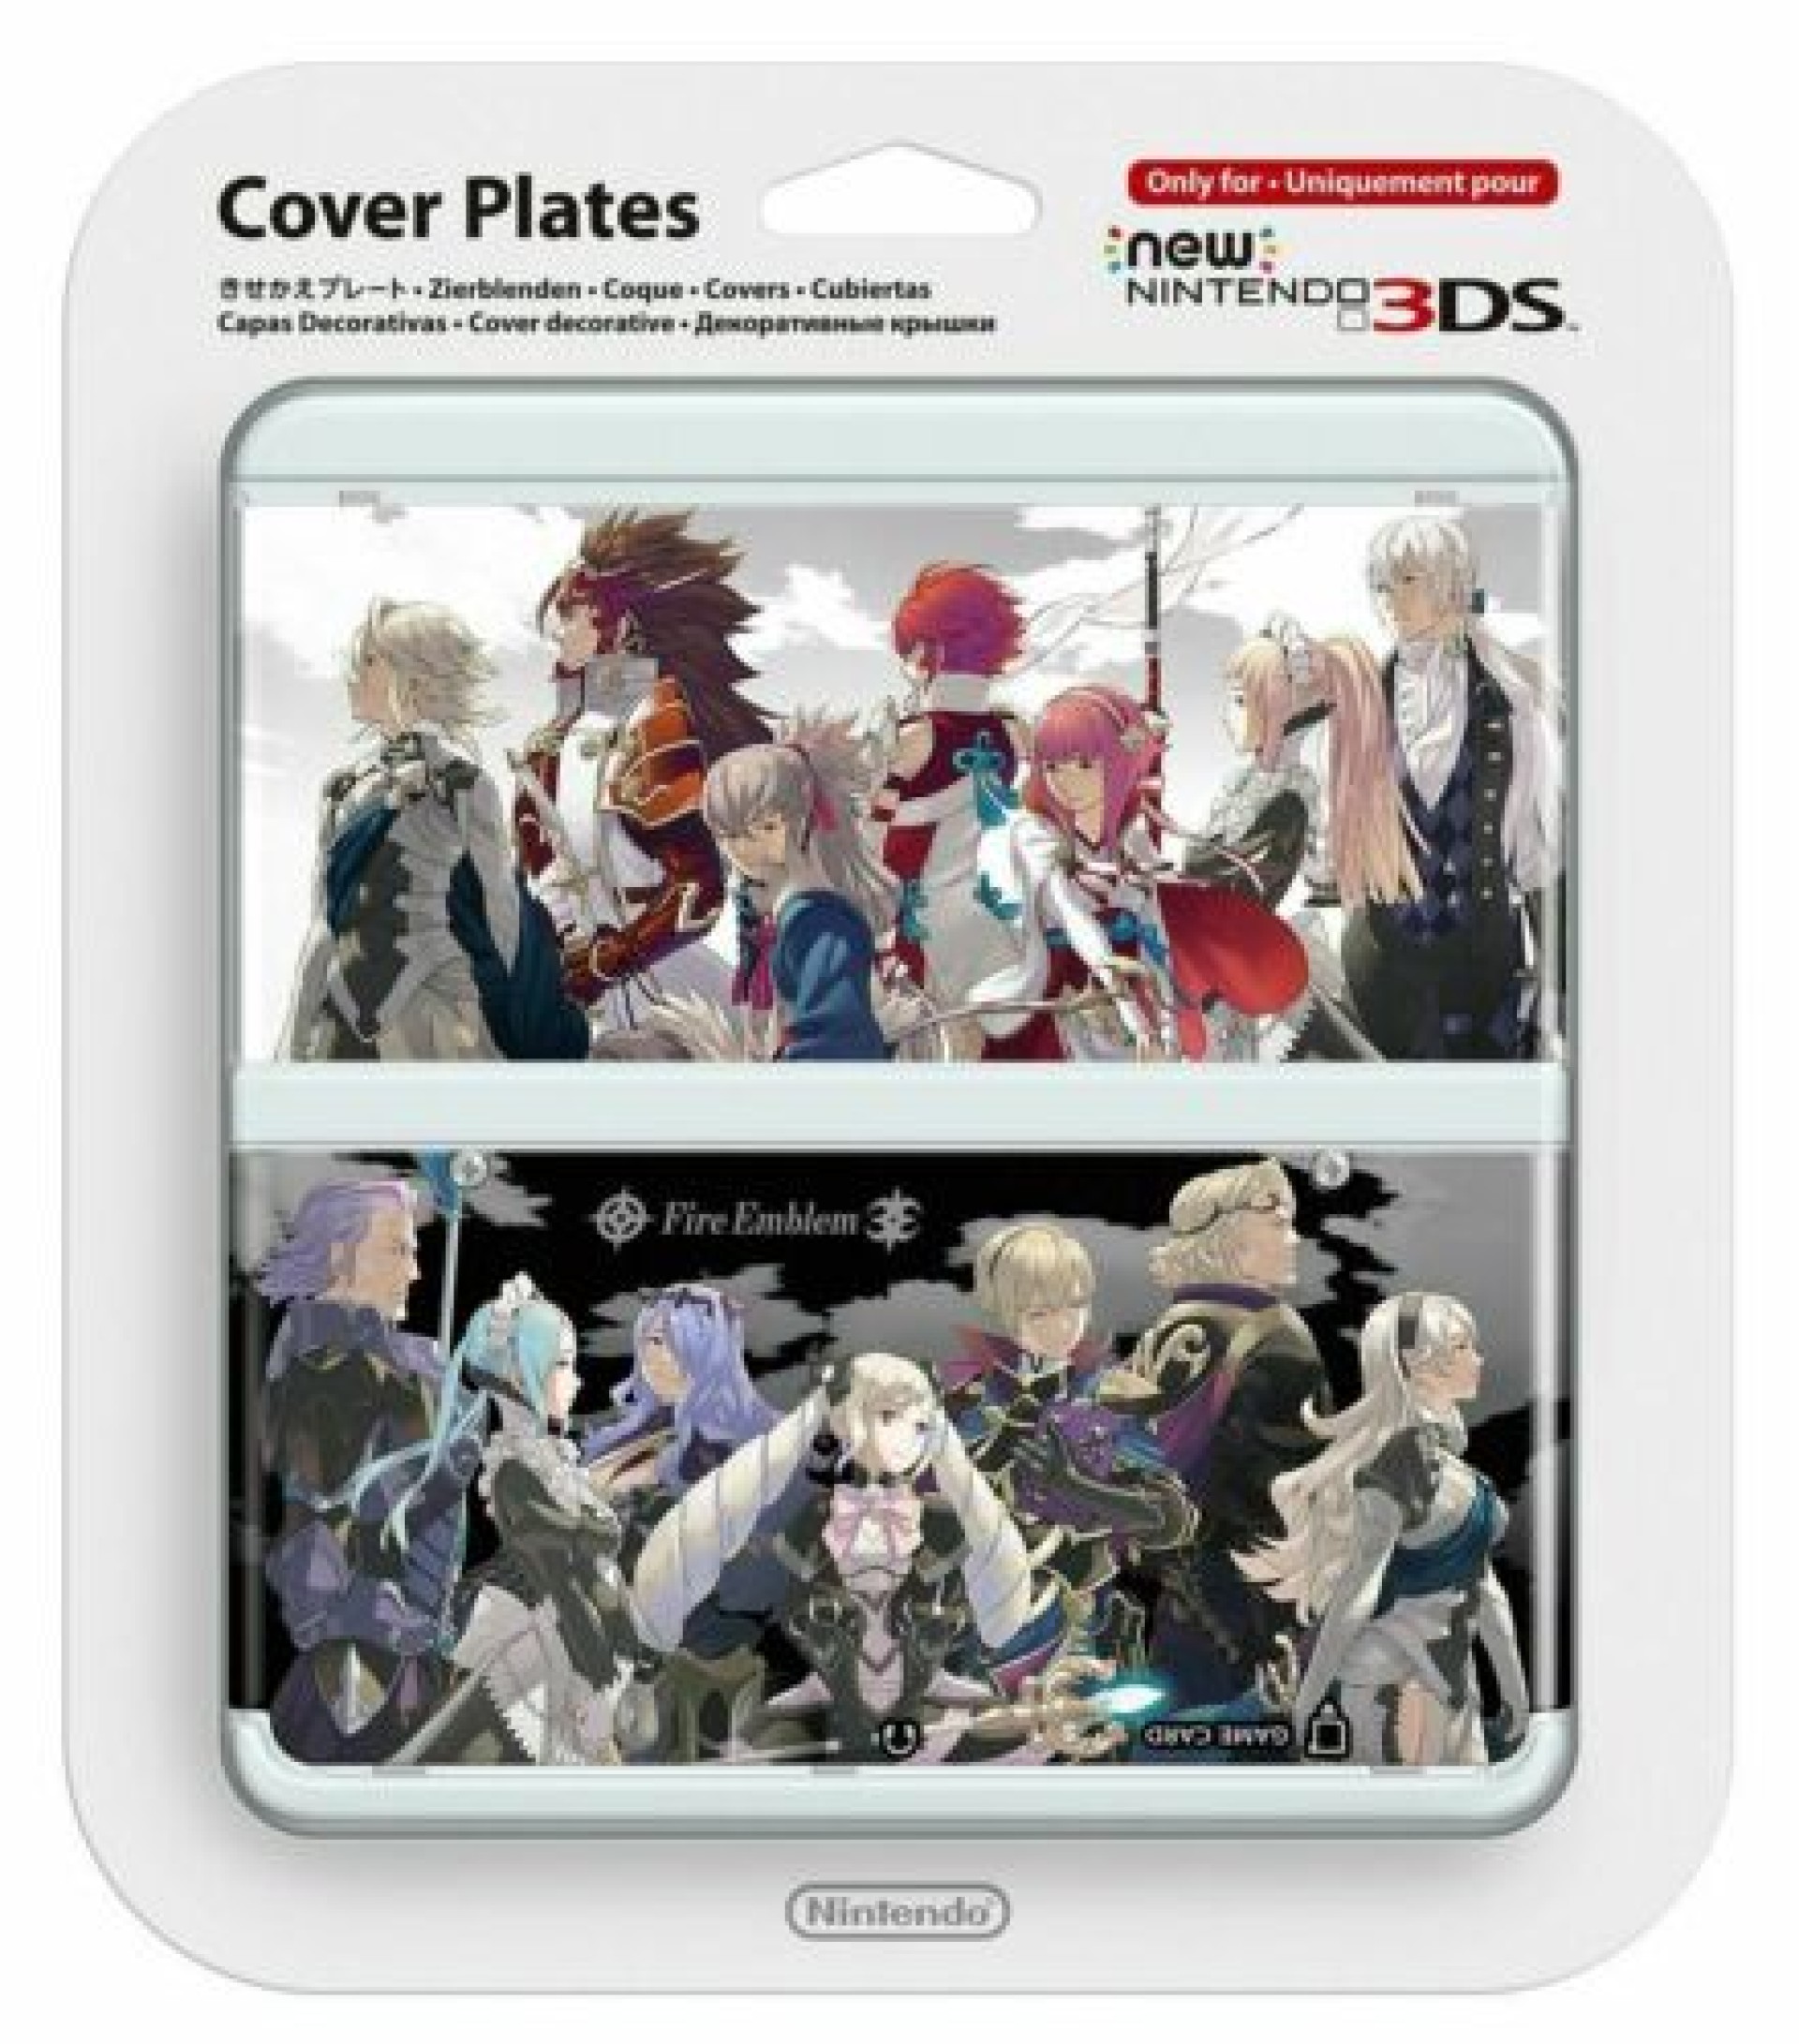 Cover Plates
きせかえプレート • Zierblenden • Coque • Covers • Cubiertas
Capas Decorativas • Cover decorative • Декоративные крышки
Only for • Uniquement pour
new
NINTENDO 3DS™
Fire Emblem
GAME CARD
Nintendo